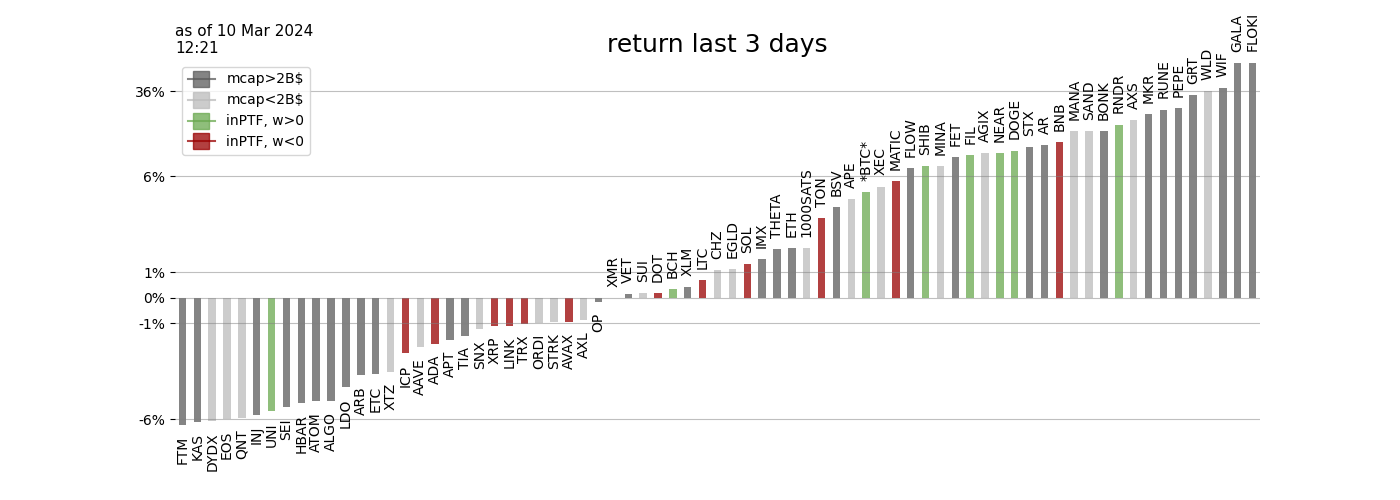 as of 10 Mar 2024
12:21
return last 3 days
mcap>2B$
mcap<2B$
inPTF, w>0
inPTF, w<0
36%
6%
1%
0%
-1%
-6%
FTM
KAS
DYDX
EOS
QNT
INJ
UNI
SEI
HBAR
ATOM
ALGO
LDO
ARB
ETC
XTZ
ICP
AAVE
ADA
APT
TIA
SNX
XRP
LINK
TRX
ORDI
STRK
AVAX
AXL
OP
XMR
VET
SUI
DOT
BCH
XLM
LTC
CHZ
EGLD
SOL
IMX
THETA
ETH
1000SATS
TON
BSV
APE
*BTC*
XEC
MATIC
FLOW
SHIB
MINA
FET
FIL
AGIX
NEAR
DOGE
STX
AR
BNB
MANA
SAND
BONK
RNDR
AXS
MKR
RUNE
PEPE
GRT
WLD
WIF
GALA
FLOKI